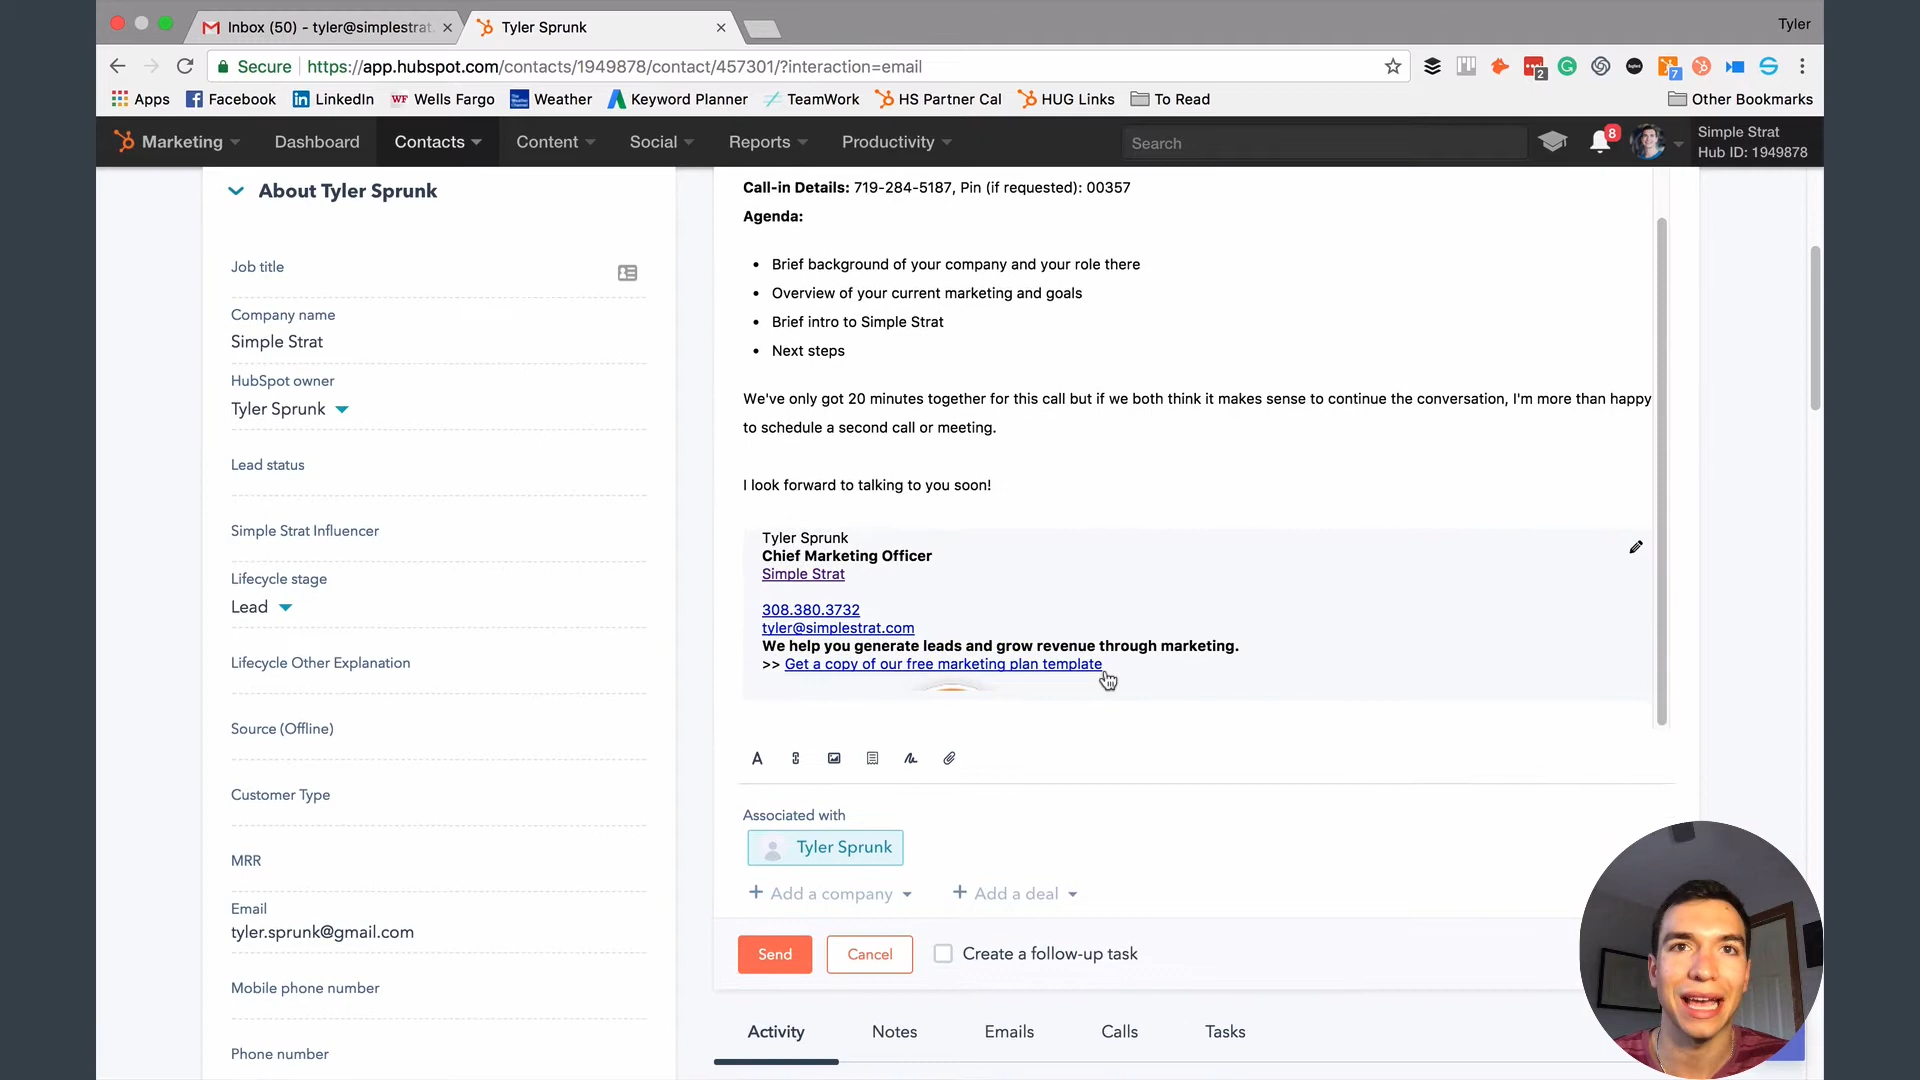 Inbox (50) - tyler@simplestrat.
Tyler Sprunk
Tyler
Secure
https://app.hubspot.com/contacts/1949878/contact/457301/?interaction=email
2
7
Apps
Facebook
LinkedIn
WF Wells Fargo
Weather
Keyword Planner
TeamWork
HS Partner Cal
HUG Links
To Read
Other Bookmarks
Marketing
Dashboard
Contacts
Content
Social
Reports
Productivity
Search
8
Simple Strat
Hub ID: 1949878
About Tyler Sprunk
Job title
Company name
Simple Strat
HubSpot owner
Tyler Sprunk
Lead status
Simple Strat Influencer
Lifecycle stage
Lead
Lifecycle Other Explanation
Source (Offline)
Customer Type
MRR
Email
tyler.sprunk@gmail.com
Mobile phone number
Phone number
Call-in Details: 719-284-5187, Pin (if requested): 00357
Agenda:
• Brief background of your company and your role there
• Overview of your current marketing and goals
• Brief intro to Simple Strat
• Next steps
We've only got 20 minutes together for this call but if we both think it makes sense to continue the conversation, I'm more than happy
to schedule a second call or meeting.
I look forward to talking to you soon!
Tyler Sprunk
Chief Marketing Officer
Simple Strat
308.380.3732
tyler@simplestrat.com
We help you generate leads and grow revenue through marketing.
>> Get a copy of our free marketing plan template
A
Associated with
Tyler Sprunk
+ Add a company
+ Add a deal
Send
Cancel
Create a follow-up task
Activity
Notes
Emails
Calls
Tasks